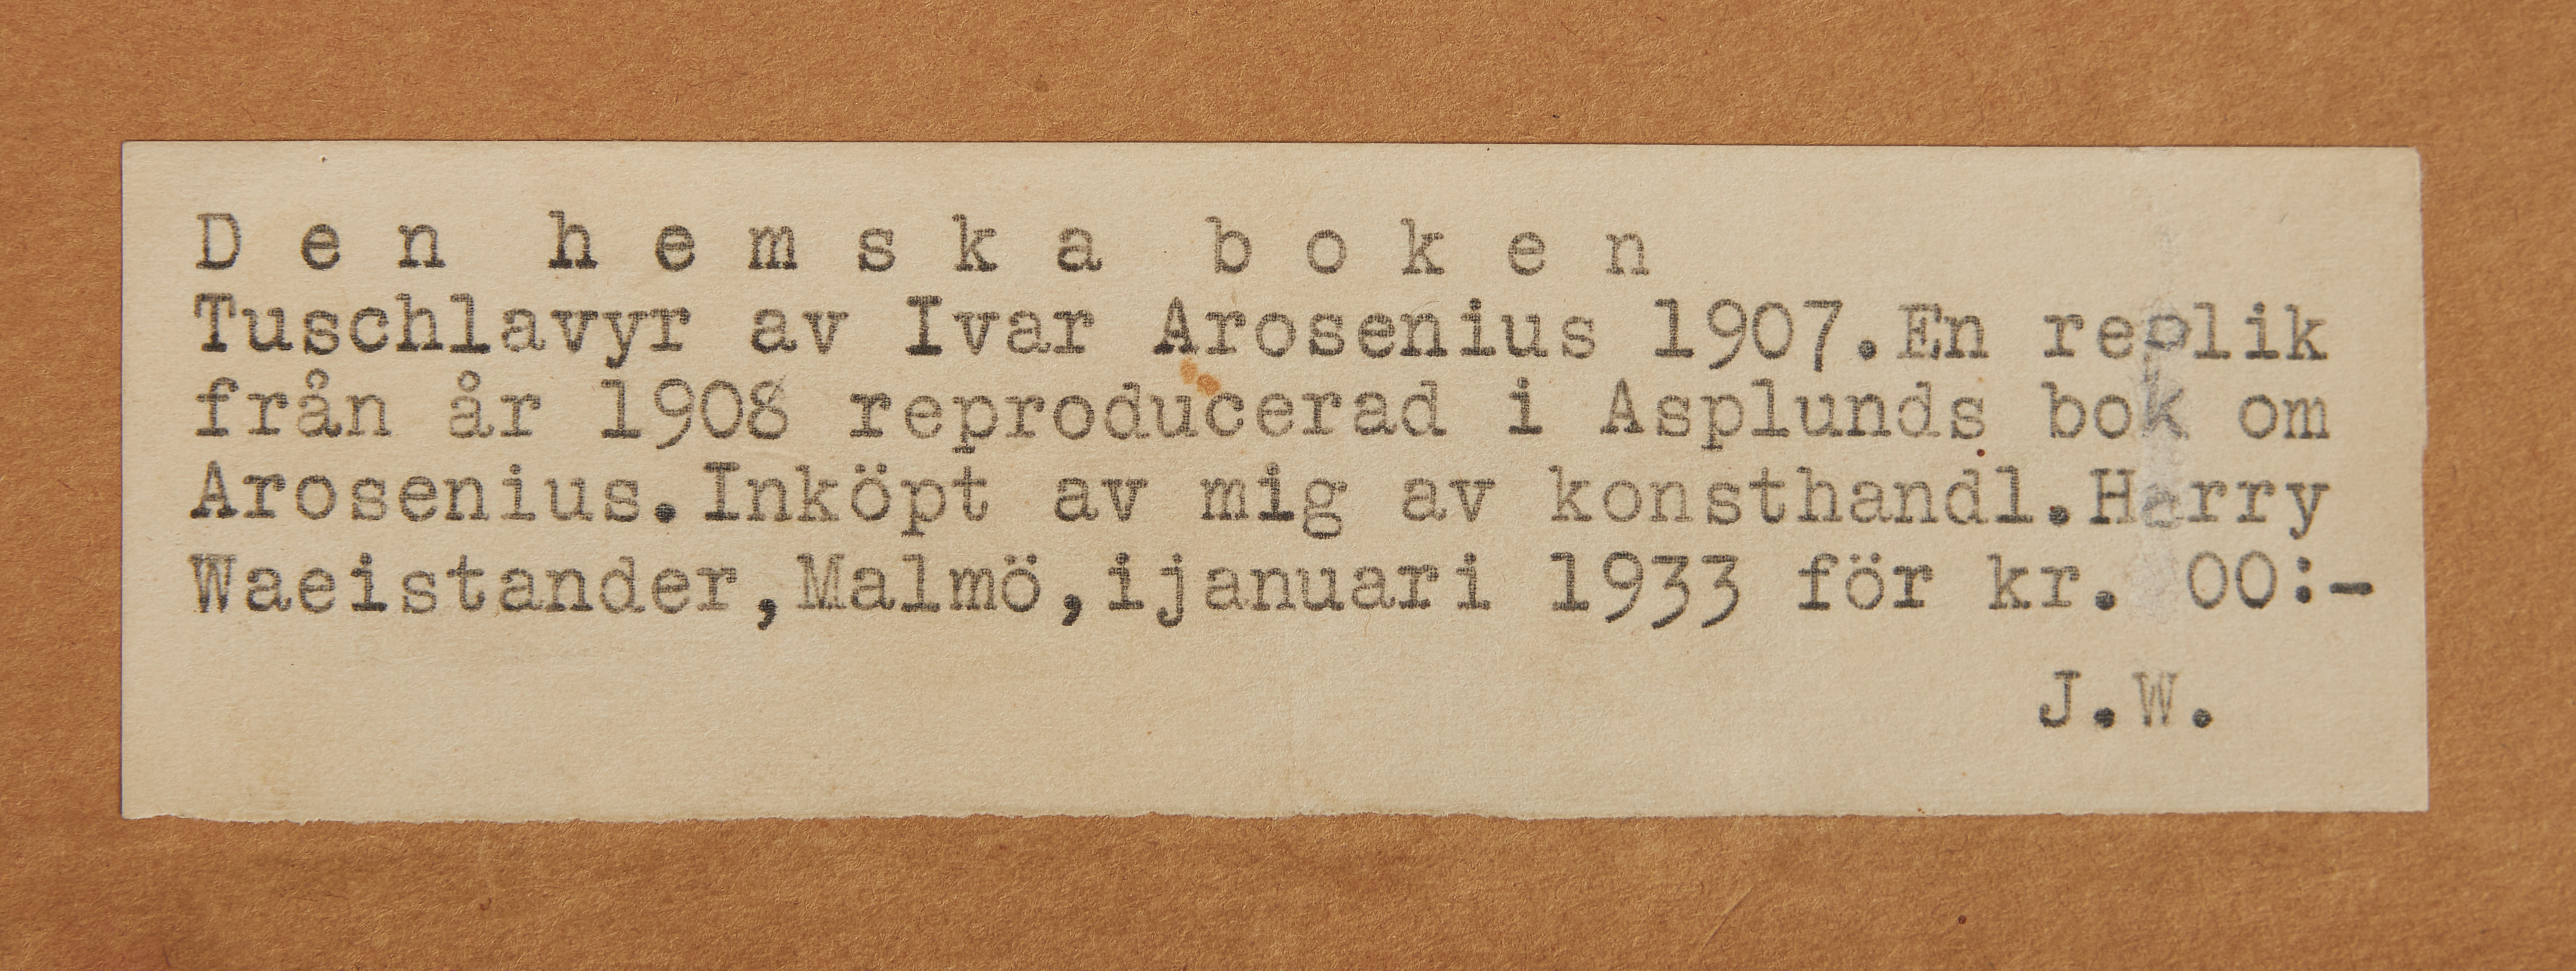 Den hemska boken
Tuschlavyr av Ivar Arosenius 1907.En replik
från år 1908 reproducerad i Asplunds bok om
Arosenius.Inköpt av mig av konsthandl.Harry
Waeistander,Malmö,ijanuari 1933 för kr. 00:-
J.W.